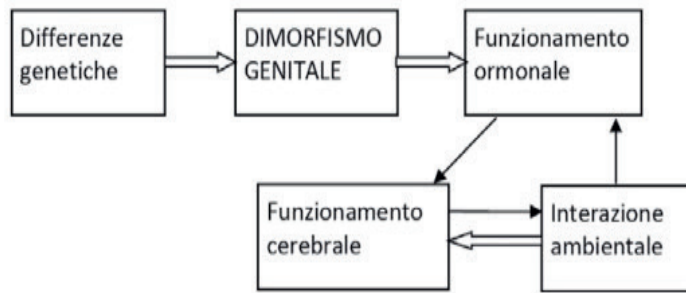 Differenze
genetiche
DIMORFISMO
GENITALE
Funzionamento
ormonale
Funzionamento
cerebrale
Interazione
ambientale